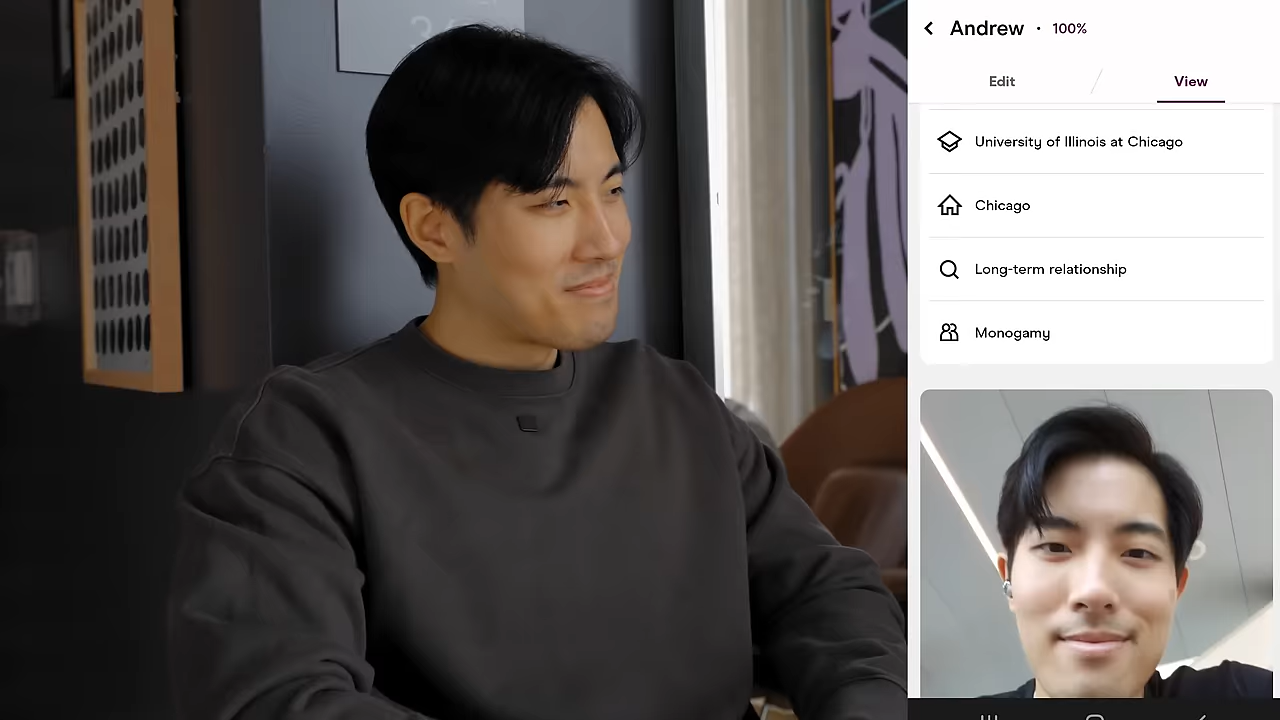 Andrew · 100%
Edit
View
University of Illinois at Chicago
Chicago
Long-term relationship
Monogamy